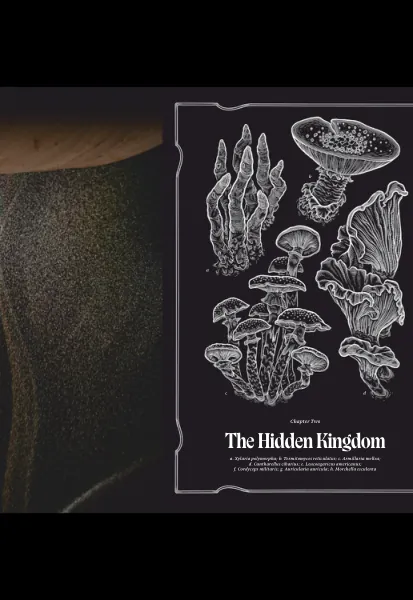 Chapter Two
The Hidden Kingdom
a. Xylaria polymorpha; b. Termitomyces reticulatus; c. Armillaria mellea;
d. Cantharellus cibarius; e. Leucoagaricus americanus;
f. Cordyceps militaris; g. Auricularia auricula; h. Morchella esculenta